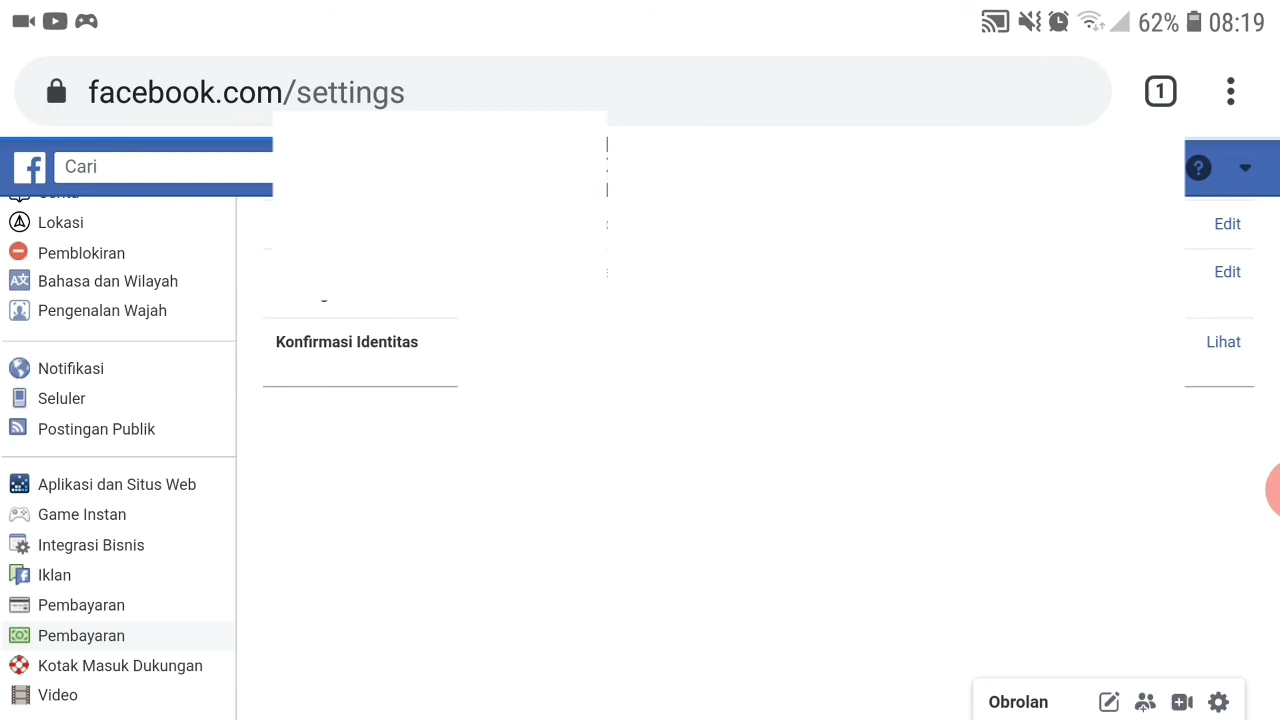 62% 08:19
facebook.com/settings
1
Cari
Lokasi
Pemblokiran
Bahasa dan Wilayah
Pengenalan Wajah
Notifikasi
Seluler
Postingan Publik
Aplikasi dan Situs Web
Game Instan
Integrasi Bisnis
Iklan
Pembayaran
Pembayaran
Kotak Masuk Dukungan
Video
Edit
Edit
Konfirmasi Identitas Lihat
Obrolan